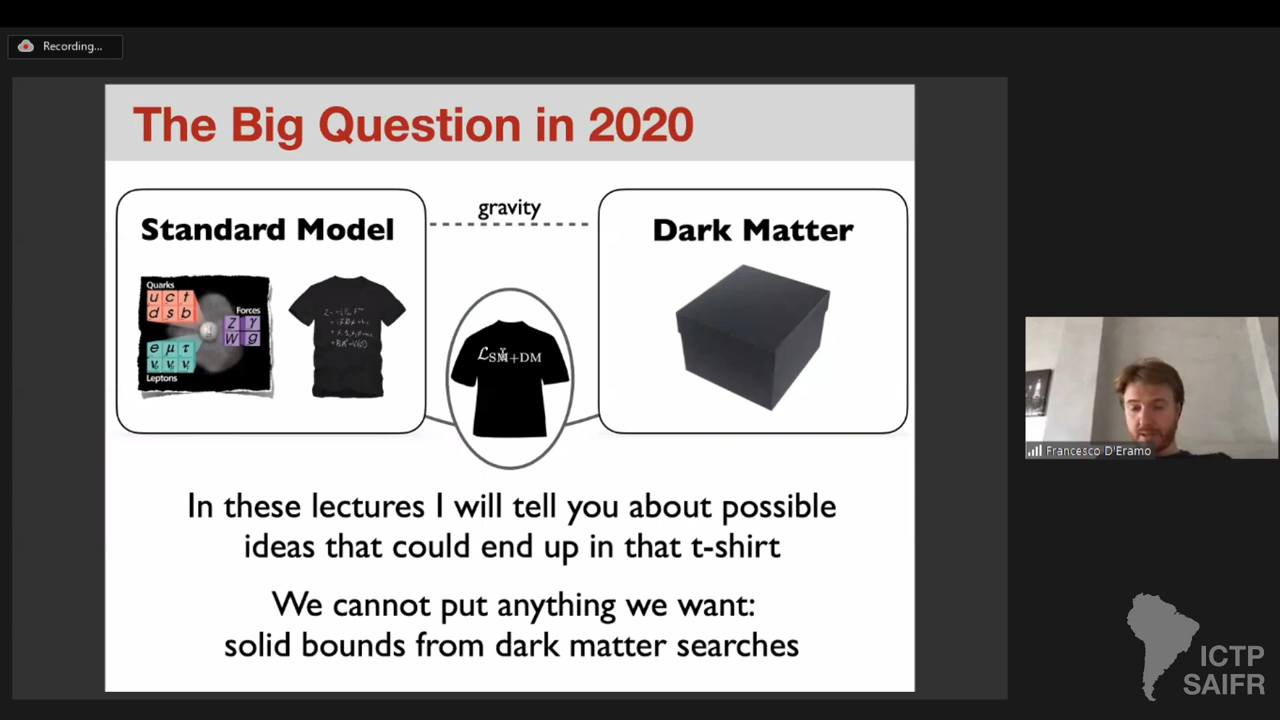 Recording...
The Big Question in 2020
Standard Model
gravity
Dark Matter
Quarks
u c t
d s b
Forces
Z γ
W g
e μ τ
Leptons
ℒSM+DM
In these lectures I will tell you about possible
ideas that could end up in that t-shirt
We cannot put anything we want:
solid bounds from dark matter searches
Francesco D'Eramo
ICTP
SAIFR